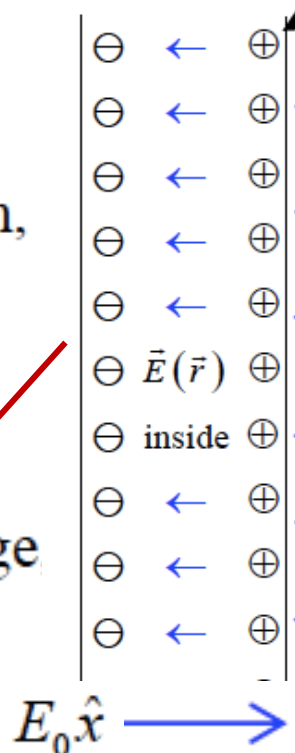 ⊖ ← ⊕
⊖ ← ⊕
⊖ ← ⊕
n,
⊖ ← ⊕
⊖ ← ⊕
⊖ E⃗(r⃗) ⊕
⊖ inside ⊕
⊖ ← ⊕
ge
⊖ ← ⊕
⊖ ← ⊕
E₀x̂ →